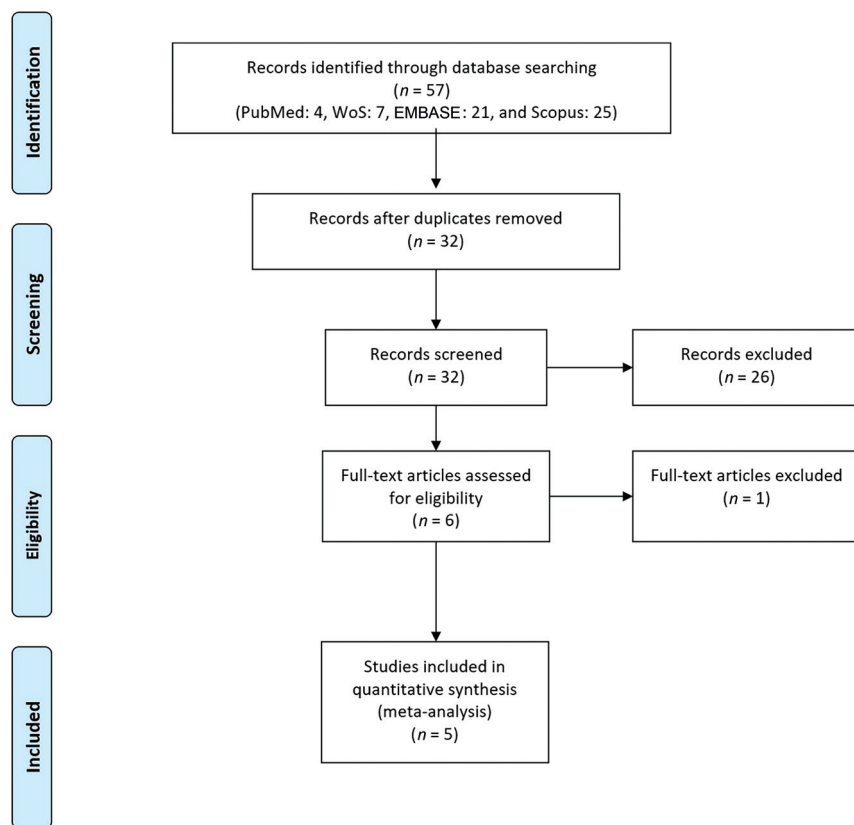 Identification
Records identified through database searching
(n = 57)
(PubMed: 4, WoS: 7, EMBASE: 21, and Scopus: 25)
Records after duplicates removed
(n = 32)
Screening
Records screened
(n = 32)
Records excluded
(n = 26)
Eligibility
Full-text articles assessed
for eligibility
(n = 6)
Full-text articles excluded
(n = 1)
Included
Studies included in
quantitative synthesis
(meta-analysis)
(n = 5)